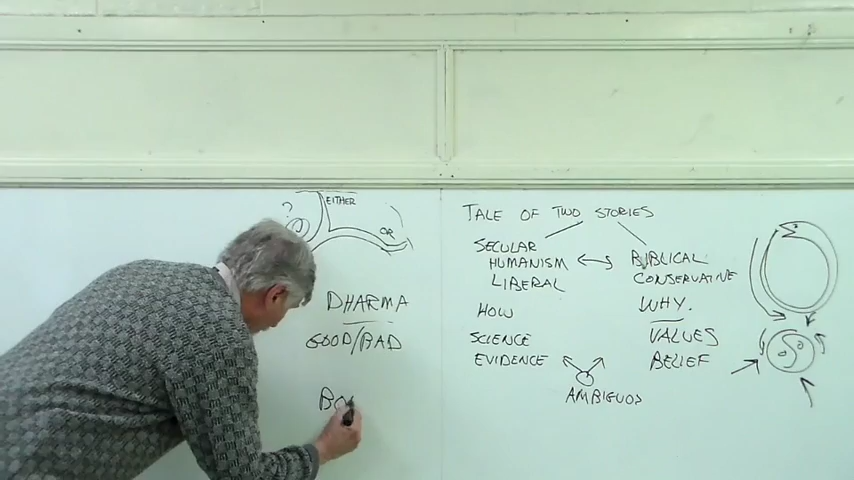 ?
EITHER
OR
DHARMA
GOOD/BAD
TALE OF TWO STORIES
SECULAR
HUMANISM
LIBERAL
BIBLICAL
CONSERVATIVE
HOW
WHY.
SCIENCE
EVIDENCE
VALUES
BELIEF
AMBIGUOS